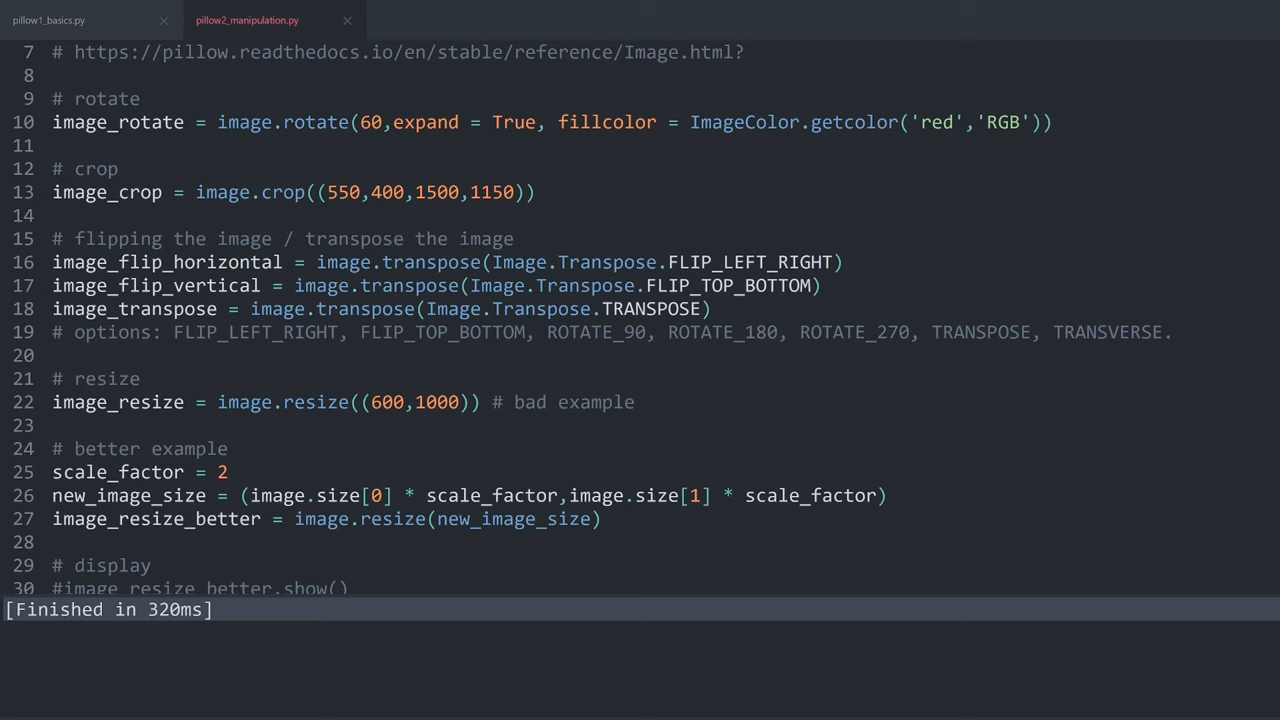 pillow1_basics.py × pillow2_manipulation.py ×
7 # https://pillow.readthedocs.io/en/stable/reference/Image.html?
8
9 # rotate
10 image_rotate = image.rotate(60,expand = True, fillcolor = ImageColor.getcolor('red','RGB'))
11
12 # crop
13 image_crop = image.crop((550,400,1500,1150))
14
15 # flipping the image / transpose the image
16 image_flip_horizontal = image.transpose(Image.Transpose.FLIP_LEFT_RIGHT)
17 image_flip_vertical = image.transpose(Image.Transpose.FLIP_TOP_BOTTOM)
18 image_transpose = image.transpose(Image.Transpose.TRANSPOSE)
19 # options: FLIP_LEFT_RIGHT, FLIP_TOP_BOTTOM, ROTATE_90, ROTATE_180, ROTATE_270, TRANSPOSE, TRANSVERSE.
20
21 # resize
22 image_resize = image.resize((600,1000)) # bad example
23
24 # better example
25 scale_factor = 2
26 new_image_size = (image.size[0] * scale_factor,image.size[1] * scale_factor)
27 image_resize_better = image.resize(new_image_size)
28
29 # display
30 #image_resize_better.show()
[Finished in 320ms]